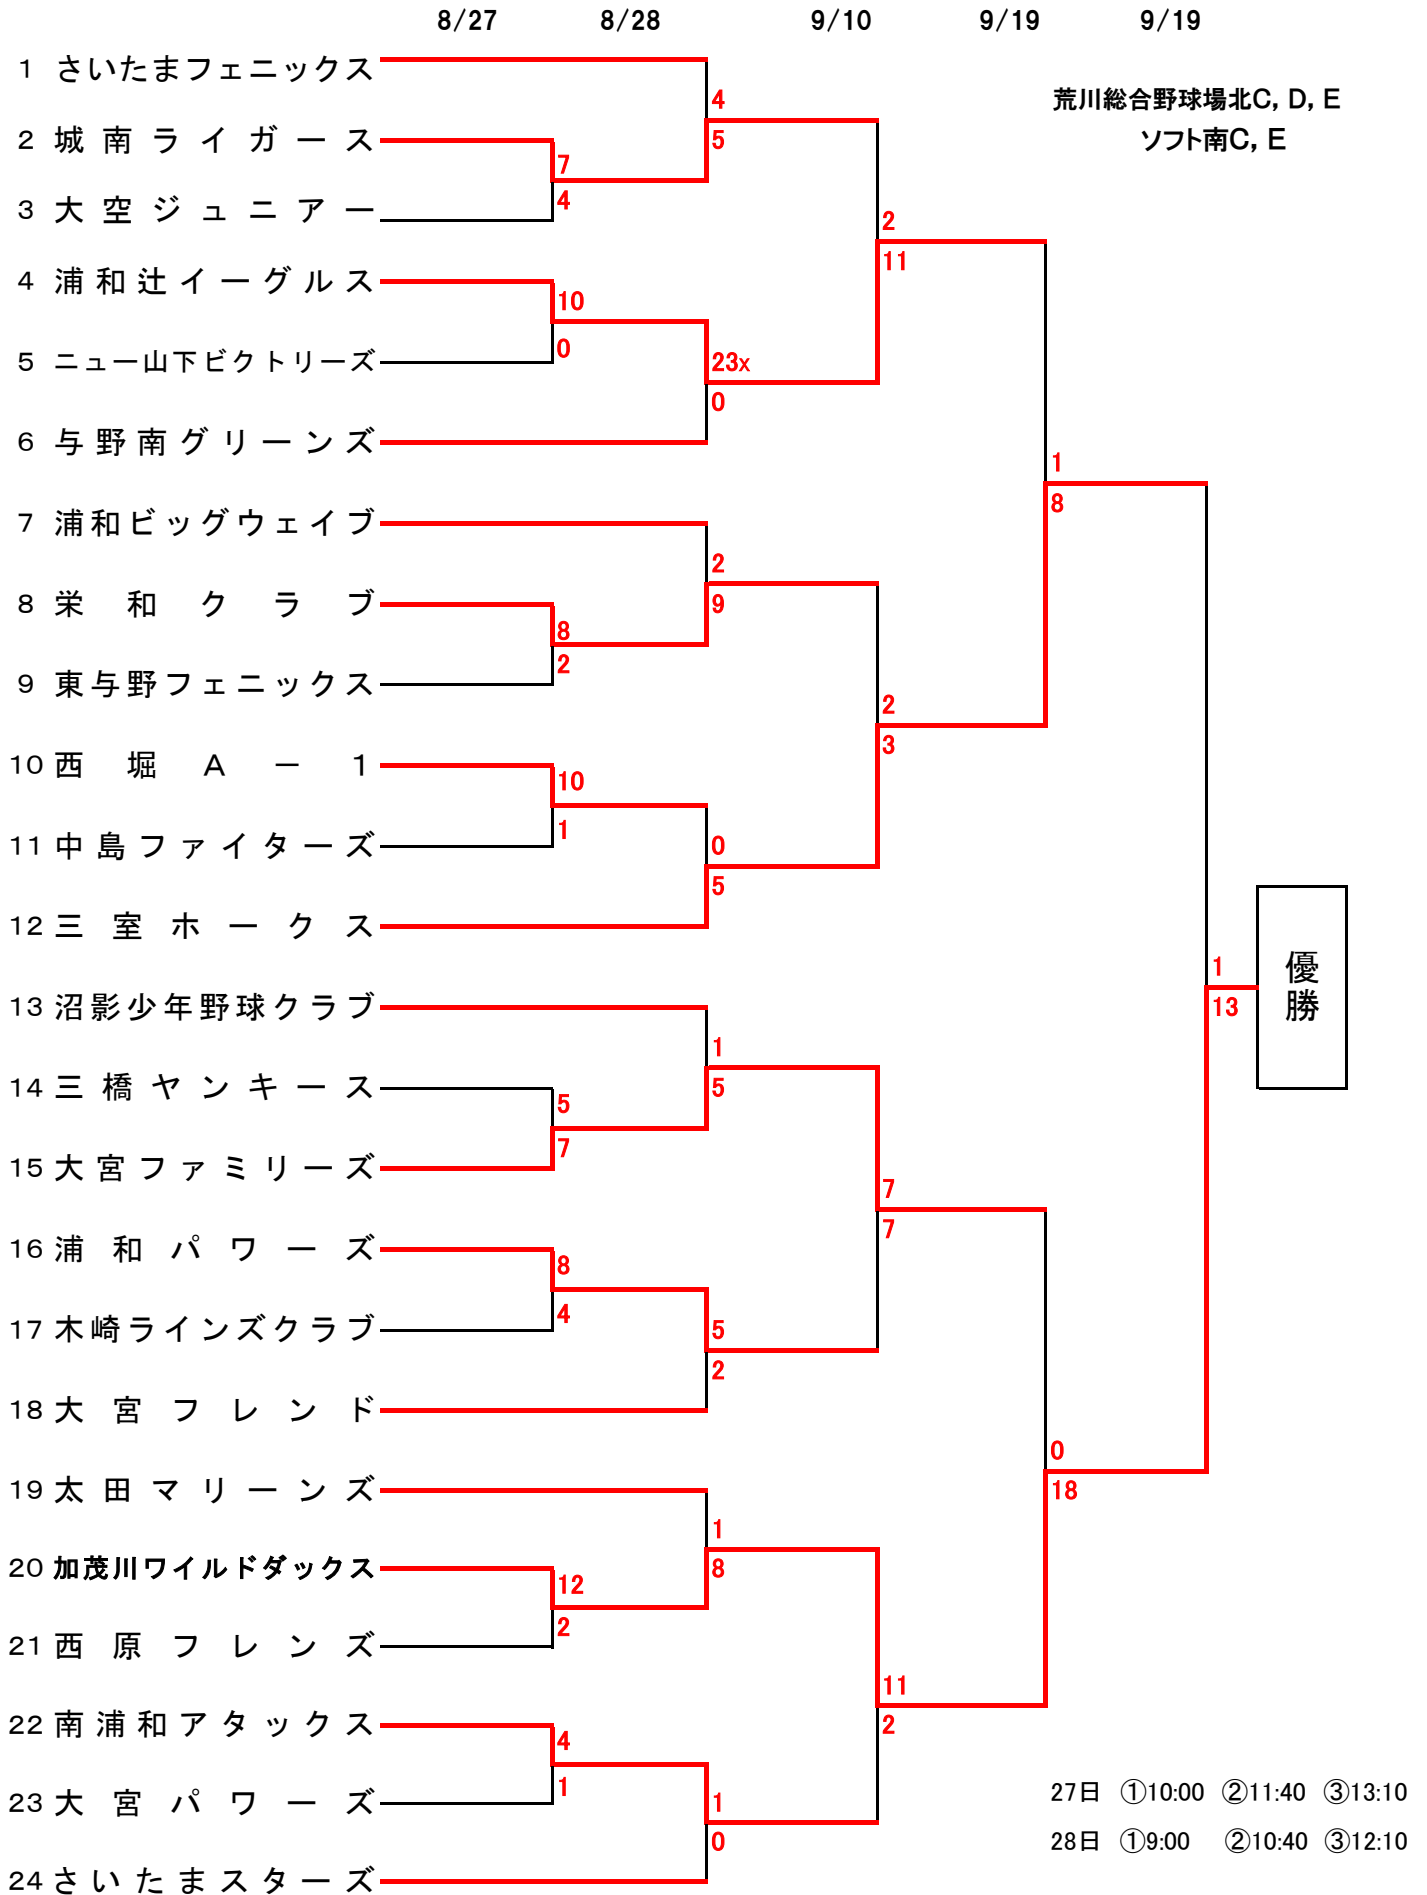 8/27 8/28 9/10 9/19 9/19
1 さいたまフェニックス
荒川総合野球場北C, D, E
4
2 城南ライガース
5
ソフト南C, E
7
3 大空ジュニアー
4
2
11
4 浦和辻イーグルス
10
0
5 ニュー山下ビクトリーズ
23x
0
6 与野南グリーンズ
1
8
7 浦和ビッグウェイブ
2
8 栄和クラブ
9
8
2
9 東与野フェニックス
2
3
10 西堀A－1
10
1
11 中島ファイターズ
0
5
12 三室ホークス
1
優勝
13
13 沼影少年野球クラブ
1
14 三橋ヤンキース
5
5
7
15 大宮ファミリーズ
7
7
16 浦和パワーズ
8
4
17 木崎ラインズクラブ
5
2
18 大宮フレンド
0
18
19 太田マリーンズ
1
20 加茂川ワイルドダックス
8
12
2
21 西原フレンズ
11
2
22 南浦和アタックス
4
1
23 大宮パワーズ
1
0
27日 ①10:00 ②11:40 ③13:10
28日 ①9:00 ②10:40 ③12:10
24 さいたまスターズ